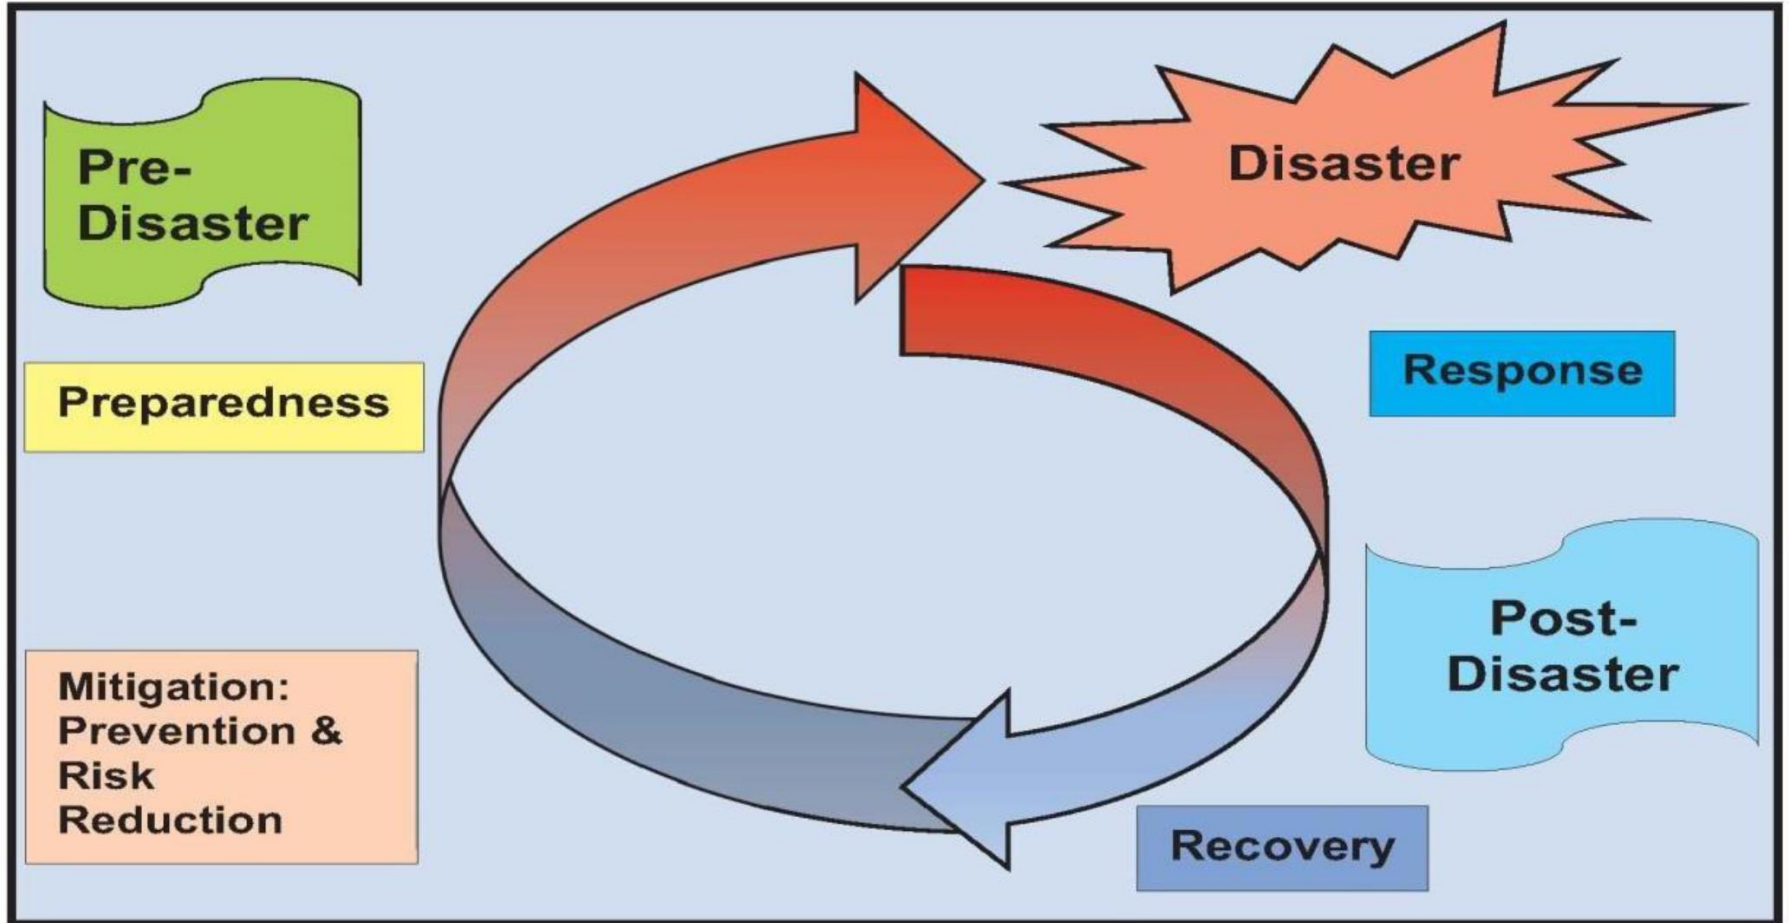 Pre-
Disaster
Disaster
Response
Preparedness
Post-
Disaster
Mitigation:
Prevention &
Risk
Reduction
Recovery